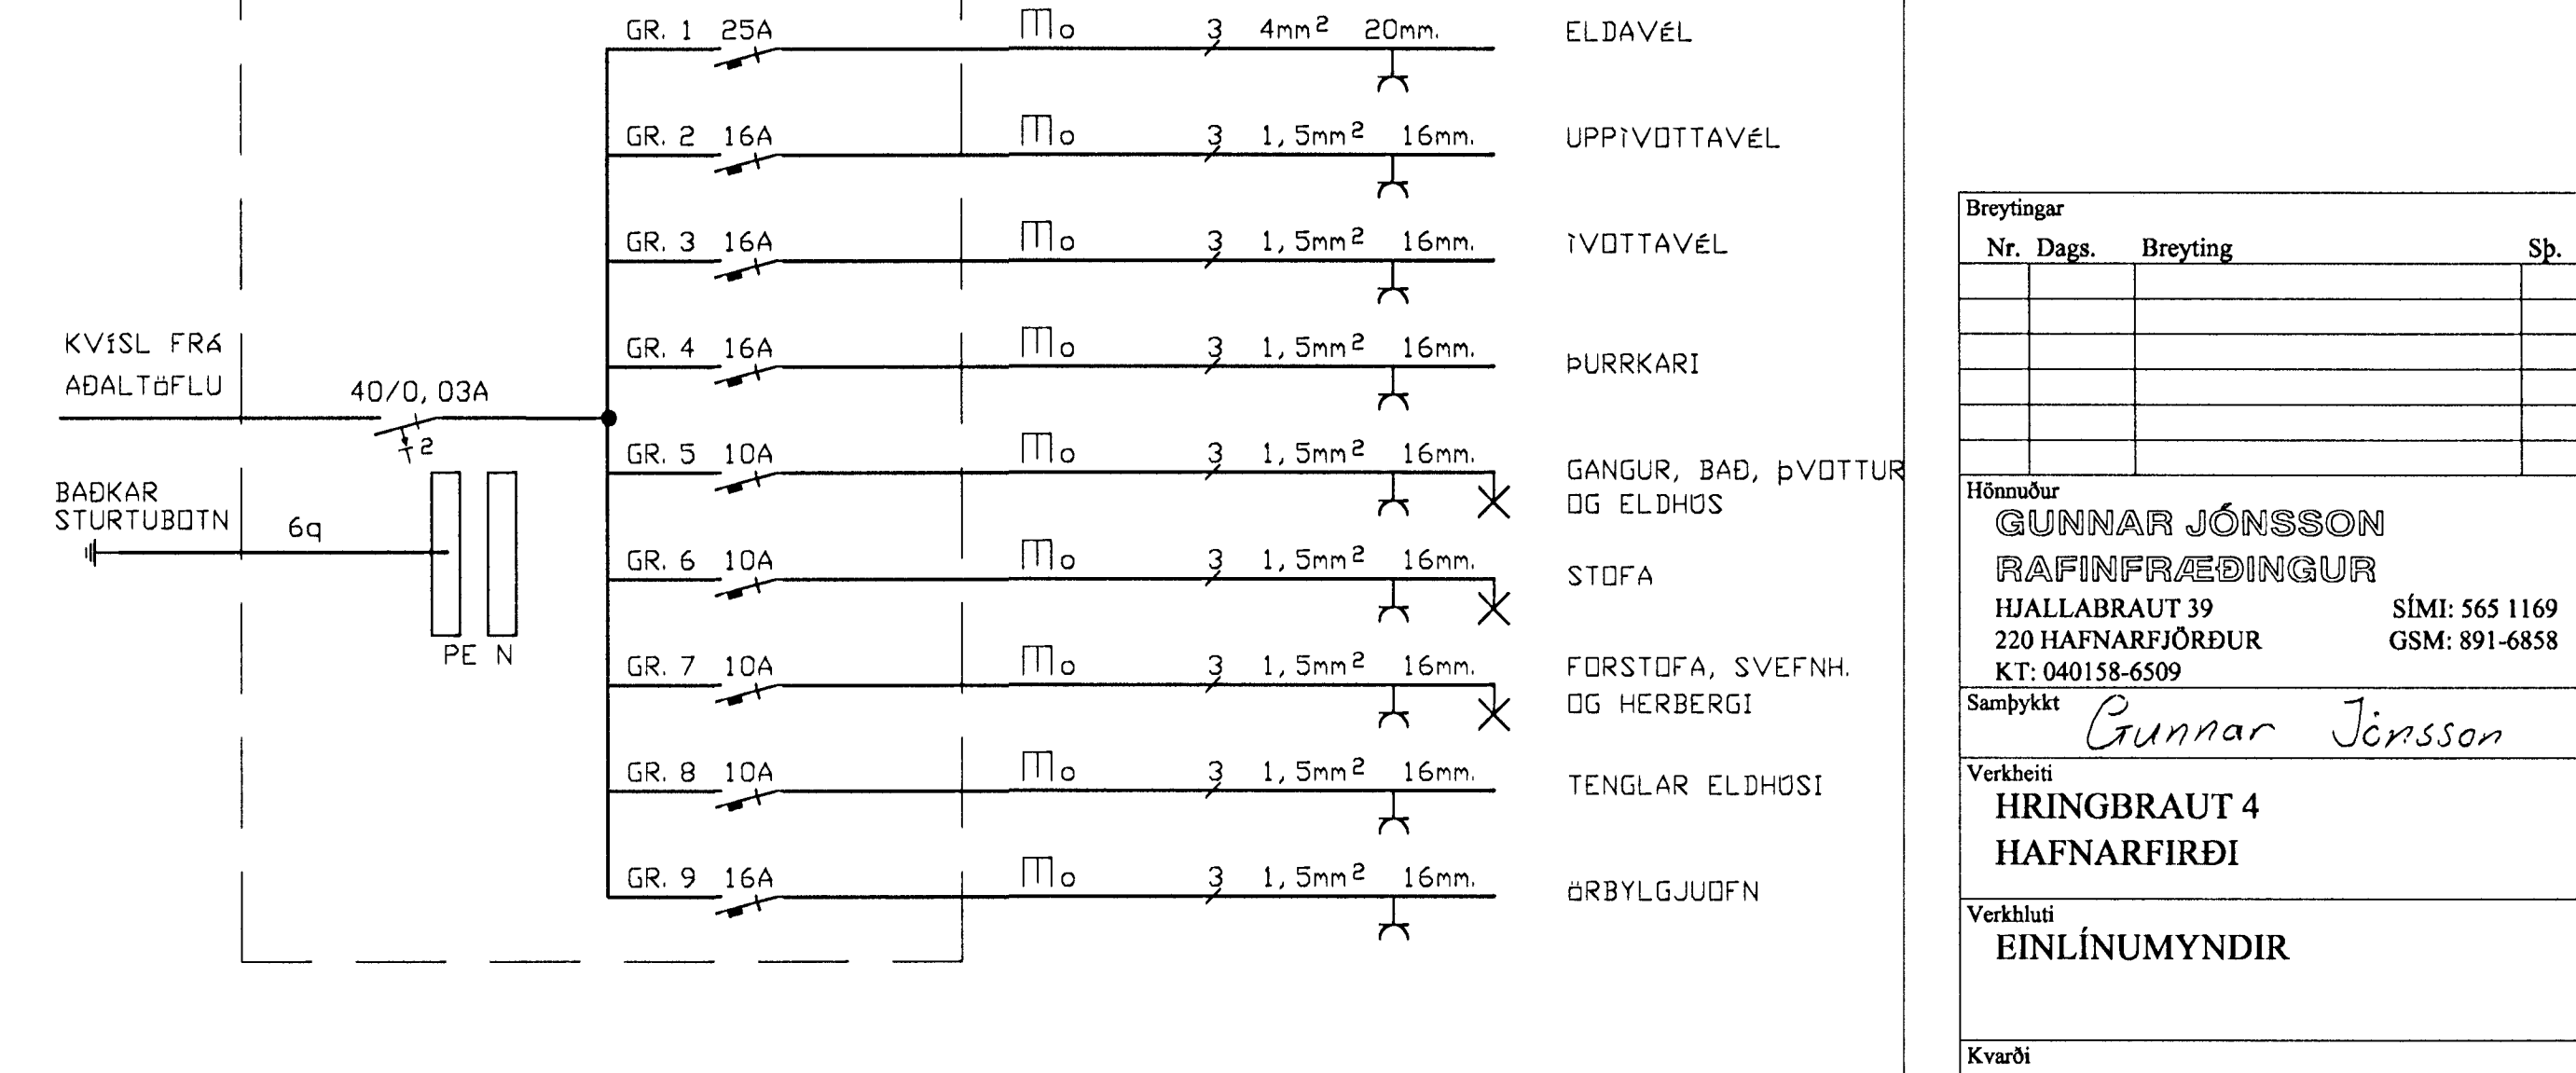 GR. 1 25A 3 4mm² 20mm. ELDAVÉL
GR. 2 16A 3 1,5mm² 16mm. UPPÌVOTTAVÉL
GR. 3 16A 3 1,5mm² 16mm. ÌVOTTAVÉL
GR. 4 16A 3 1,5mm² 16mm. ÞURRKARI
KVÍSL FRÁ
AÐALTÖFLU
40/0,03A
2
GR. 5 10A 3 1,5mm² 16mm. GANGUR, BAÐ, ÞVOTTUR
OG ELDHÚS
BAÐKAR
STURTUBOTN
6q
PE N
GR. 6 10A 3 1,5mm² 16mm. STOFA
GR. 7 10A 3 1,5mm² 16mm. FORSTOFA, SVEFNH.
OG HERBERGI
GR. 8 10A 3 1,5mm² 16mm. TENGLAR ELDHÚSI
GR. 9 16A 3 1,5mm² 16mm. ÖRBYLGJUOFN
Breytingar
Nr. Dags. Breyting Sþ.
Hönnuður
GUNNAR JÓNSSON
RAFINFRÆÐINGUR
HJALLABRAUT 39 SÍMI: 565 1169
220 HAFNARFJÖRÐUR GSM: 891-6858
KT: 040158-6509
Samþykkt Gunnar Jónsson
Verkheiti
HRINGBRAUT 4
HAFNARFIRÐI
Verkhluti
EINLÍNUMYNDIR
Kvarði